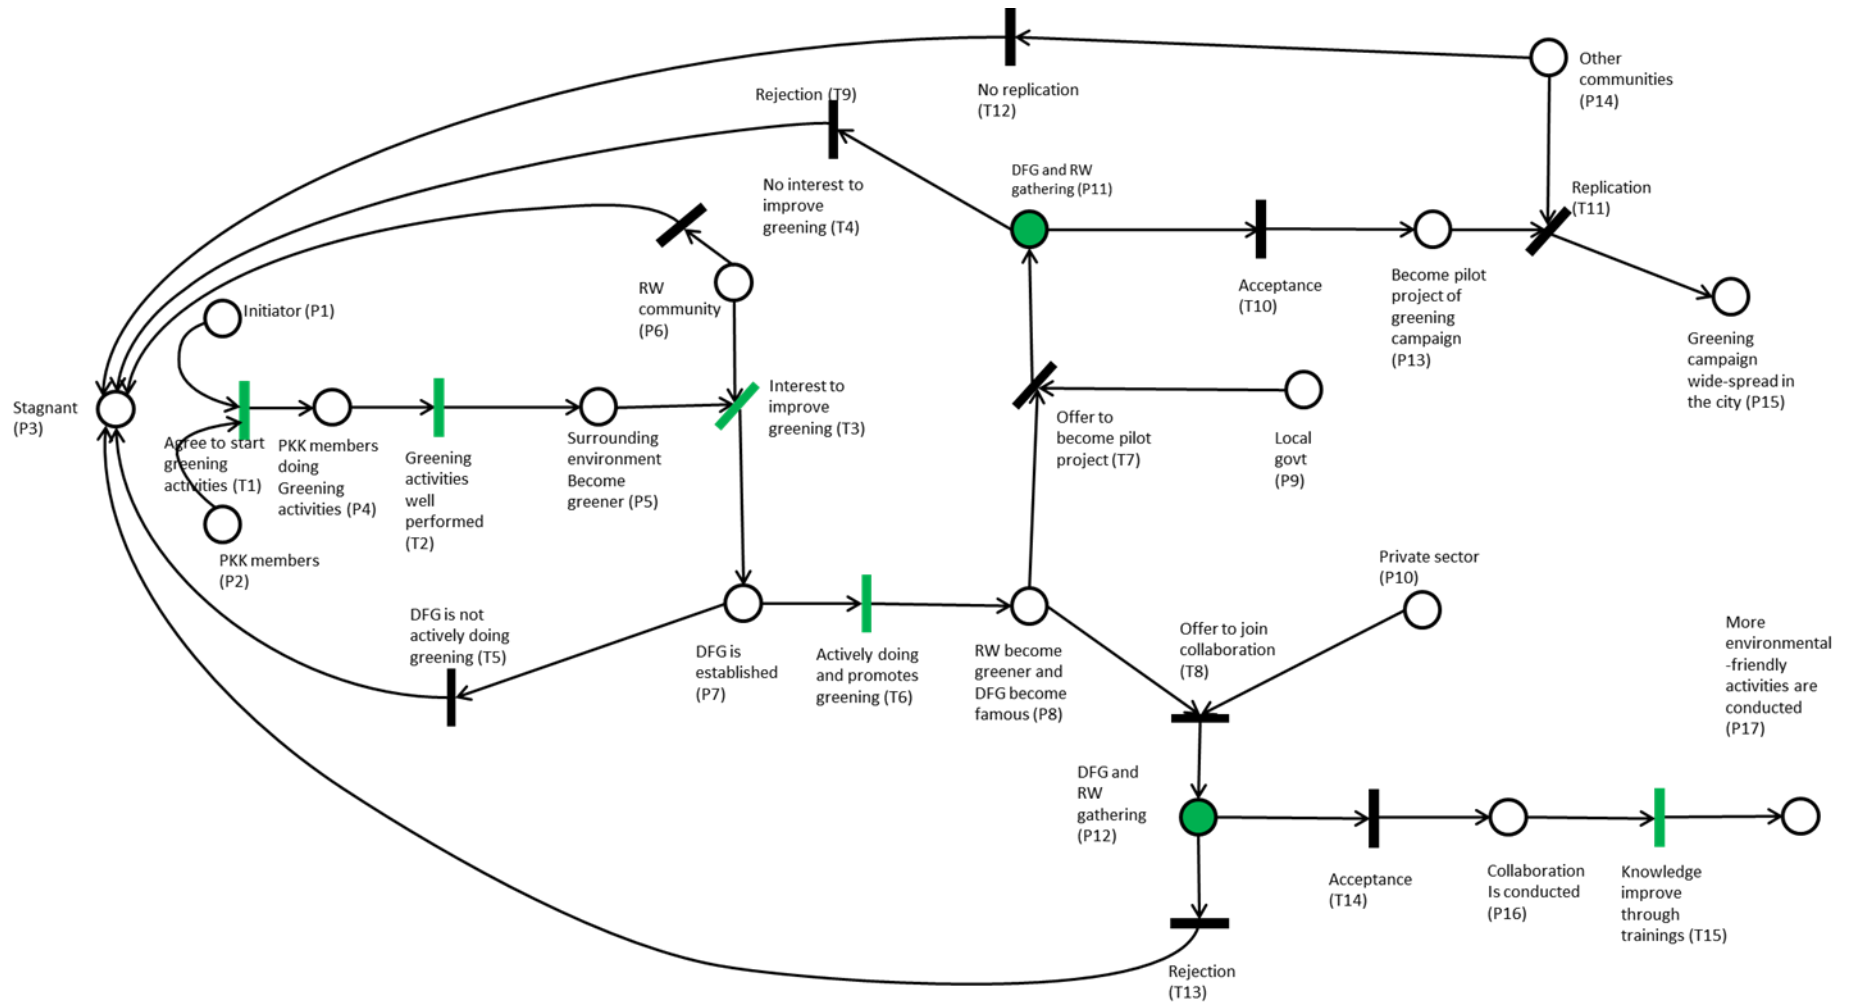 Other
communities
(P14)
No replication
(T12)
Rejection (T9)
No interest to
improve
greening (T4)
DFG and RW
gathering (P11)
Replication
(T11)
Acceptance
(T10)
Become pilot
project of
greening
campaign
(P13)
Greening
campaign
wide-spread in
the city (P15)
RW
community
(P6)
Initiator (P1)
Stagnant
(P3)
Agree to start
greening
activities (T1)
PKK members
doing
Greening
activities (P4)
Greening
activities
well
performed
(T2)
Surrounding
environment
Become
greener (P5)
Interest to
improve
greening (T3)
Offer to
become pilot
project (T7)
Local
govt
(P9)
PKK members
(P2)
DFG is not
actively doing
greening (T5)
DFG is
established
(P7)
Actively doing
and promotes
greening (T6)
RW become
greener and
DFG become
famous (P8)
Offer to join
collaboration
(T8)
Private sector
(P10)
More
environmental
-friendly
activities are
conducted
(P17)
DFG and
RW
gathering
(P12)
Acceptance
(T14)
Collaboration
Is conducted
(P16)
Knowledge
improve
through
trainings (T15)
Rejection
(T13)